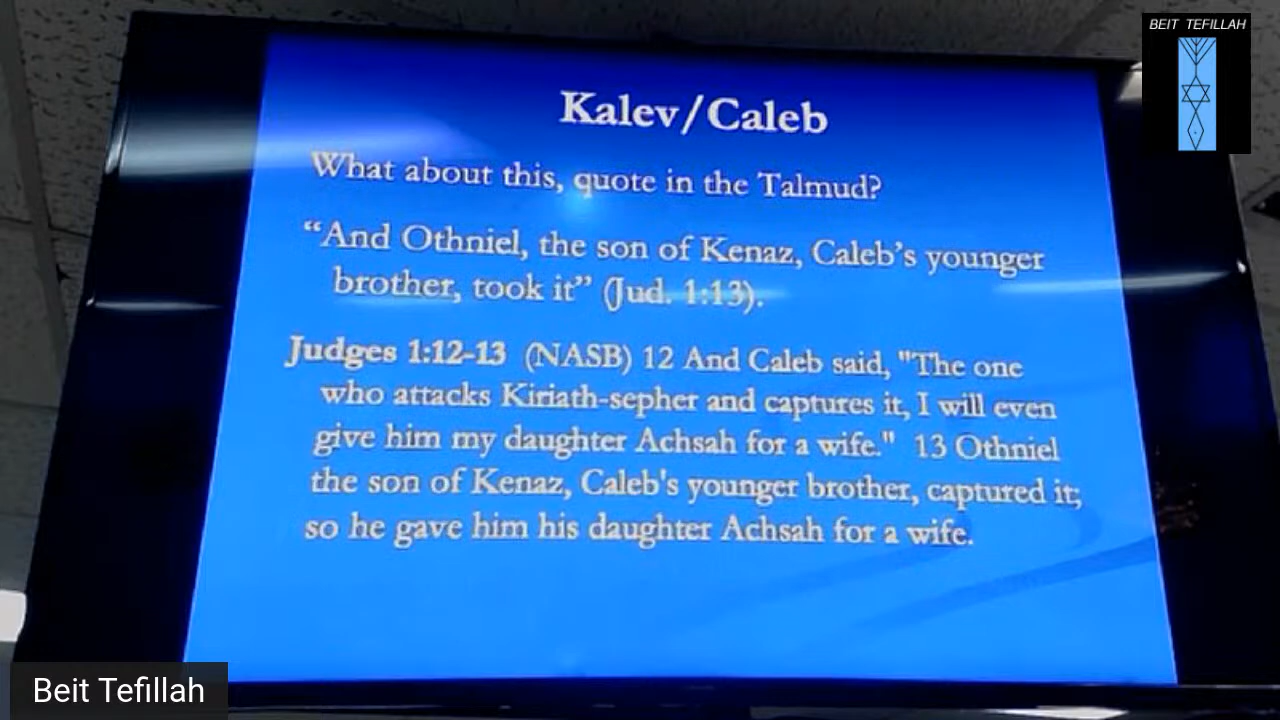 BEIT TEFILLAH
Kalev/Caleb
What about this, quote in the Talmud?
“And Othniel, the son of Kenaz, Caleb’s younger
brother, took it” (Jud. 1:13).
Judges 1:12-13 (NASB) 12 And Caleb said, "The one
who attacks Kiriath-sepher and captures it, I will even
give him my daughter Achsah for a wife." 13 Othniel
the son of Kenaz, Caleb's younger brother, captured it;
so he gave him his daughter Achsah for a wife.
Beit Tefillah